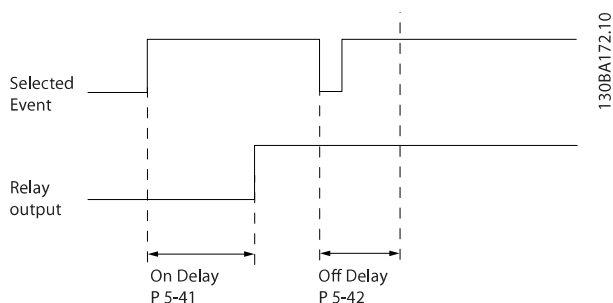 130BA172.10
Selected
Event
Relay
output
On Delay
P 5-41
Off Delay
P 5-42